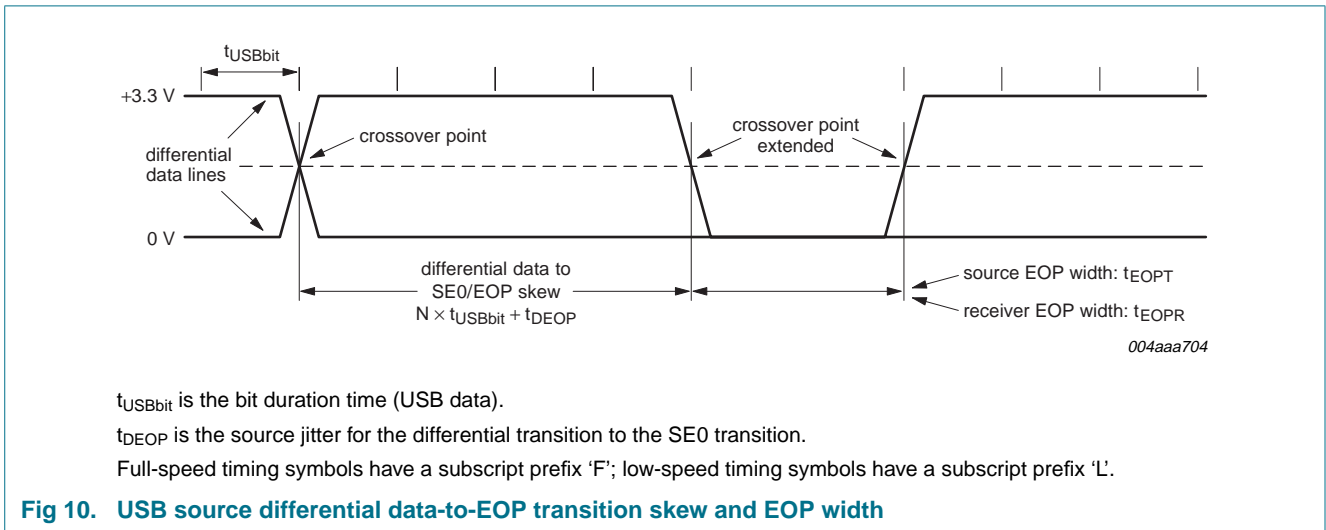 tUSBbit
+3.3 V
crossover point
crossover point
extended
differential
data lines
0 V
differential data to
SE0/EOP skew
N × tUSBbit + tDEOP
source EOP width: tEOPT
receiver EOP width: tEOPR
004aaa704
tUSBbit is the bit duration time (USB data).
tDEOP is the source jitter for the differential transition to the SE0 transition.
Full-speed timing symbols have a subscript prefix ‘F’; low-speed timing symbols have a subscript prefix ‘L’.
Fig 10. USB source differential data-to-EOP transition skew and EOP width